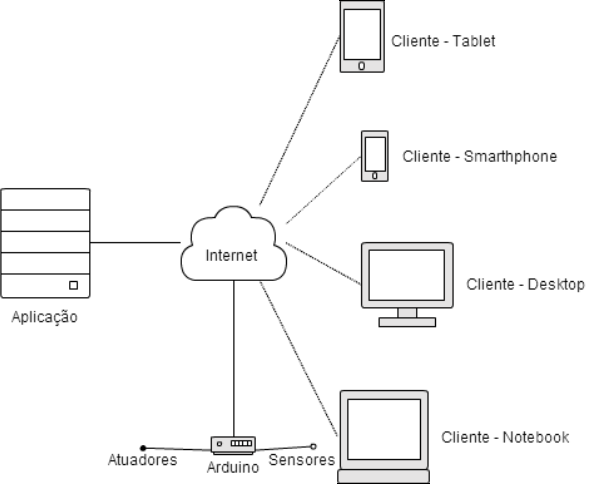 Cliente - Tablet
Cliente - Smarthphone
Internet
Cliente - Desktop
Aplicação
Cliente - Notebook
Atuadores
Arduino
Sensores